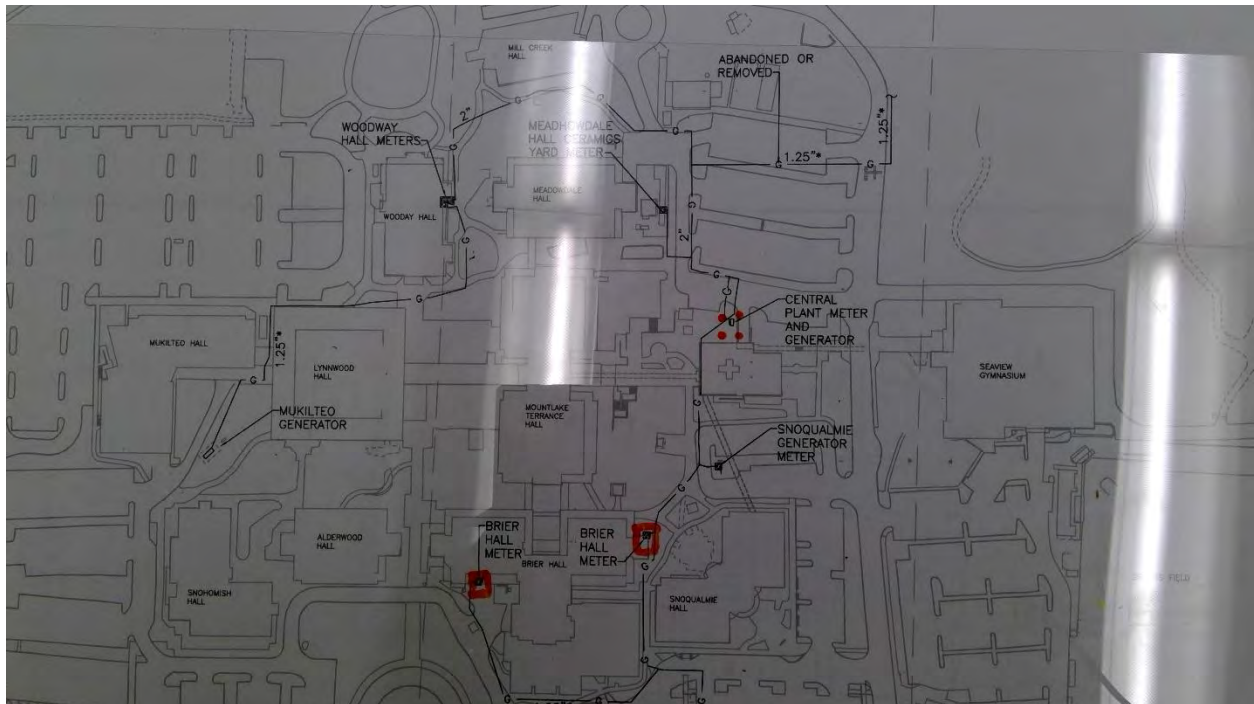 MILL CREEK
HALL
ABANDONED OR
REMOVED
2"
G
WOODWAY
HALL METERS
MEADHOWDALE
HALL CERAMICS
YARD METER
G
1.25"*
G
1.25"*
G
G
MEADOWDALE
HALL
WOODAY HALL
G
G
2"
G
G
G
CENTRAL
PLANT METER
AND
GENERATOR
MUKILTEO HALL
1.25"*
LYNNWOOD
HALL
SEAVIEW
GYMNASIUM
G
MUKILTEO
GENERATOR
MOUNTLAKE
TERRANCE
HALL
G
SNOQUALMIE
GENERATOR
METER
G
BRIER
HALL
METER
BRIER
HALL
METER
ALDERWOOD
HALL
BRIER HALL
G
SNOHOMISH
HALL
SNOQUALMIE
HALL
FIELD
G
G
G
G